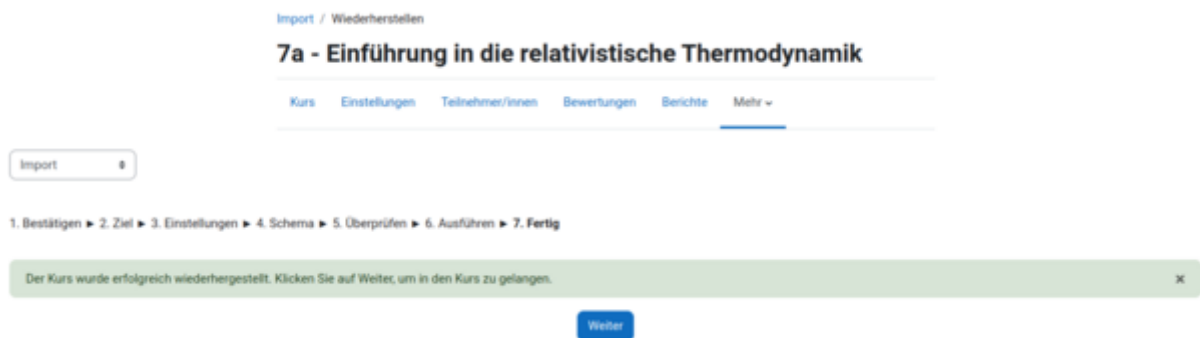 Import / Wiederherstellen
7a - Einführung in die relativistische Thermodynamik
Kurs Einstellungen Teilnehmer/innen Bewertungen Berichte Mehr
Import
1. Bestätigen ► 2. Ziel ► 3. Einstellungen ► 4. Schema ► 5. Überprüfen ► 6. Ausführen ► 7. Fertig
Der Kurs wurde erfolgreich wiederhergestellt. Klicken Sie auf Weiter, um in den Kurs zu gelangen. ×
Weiter